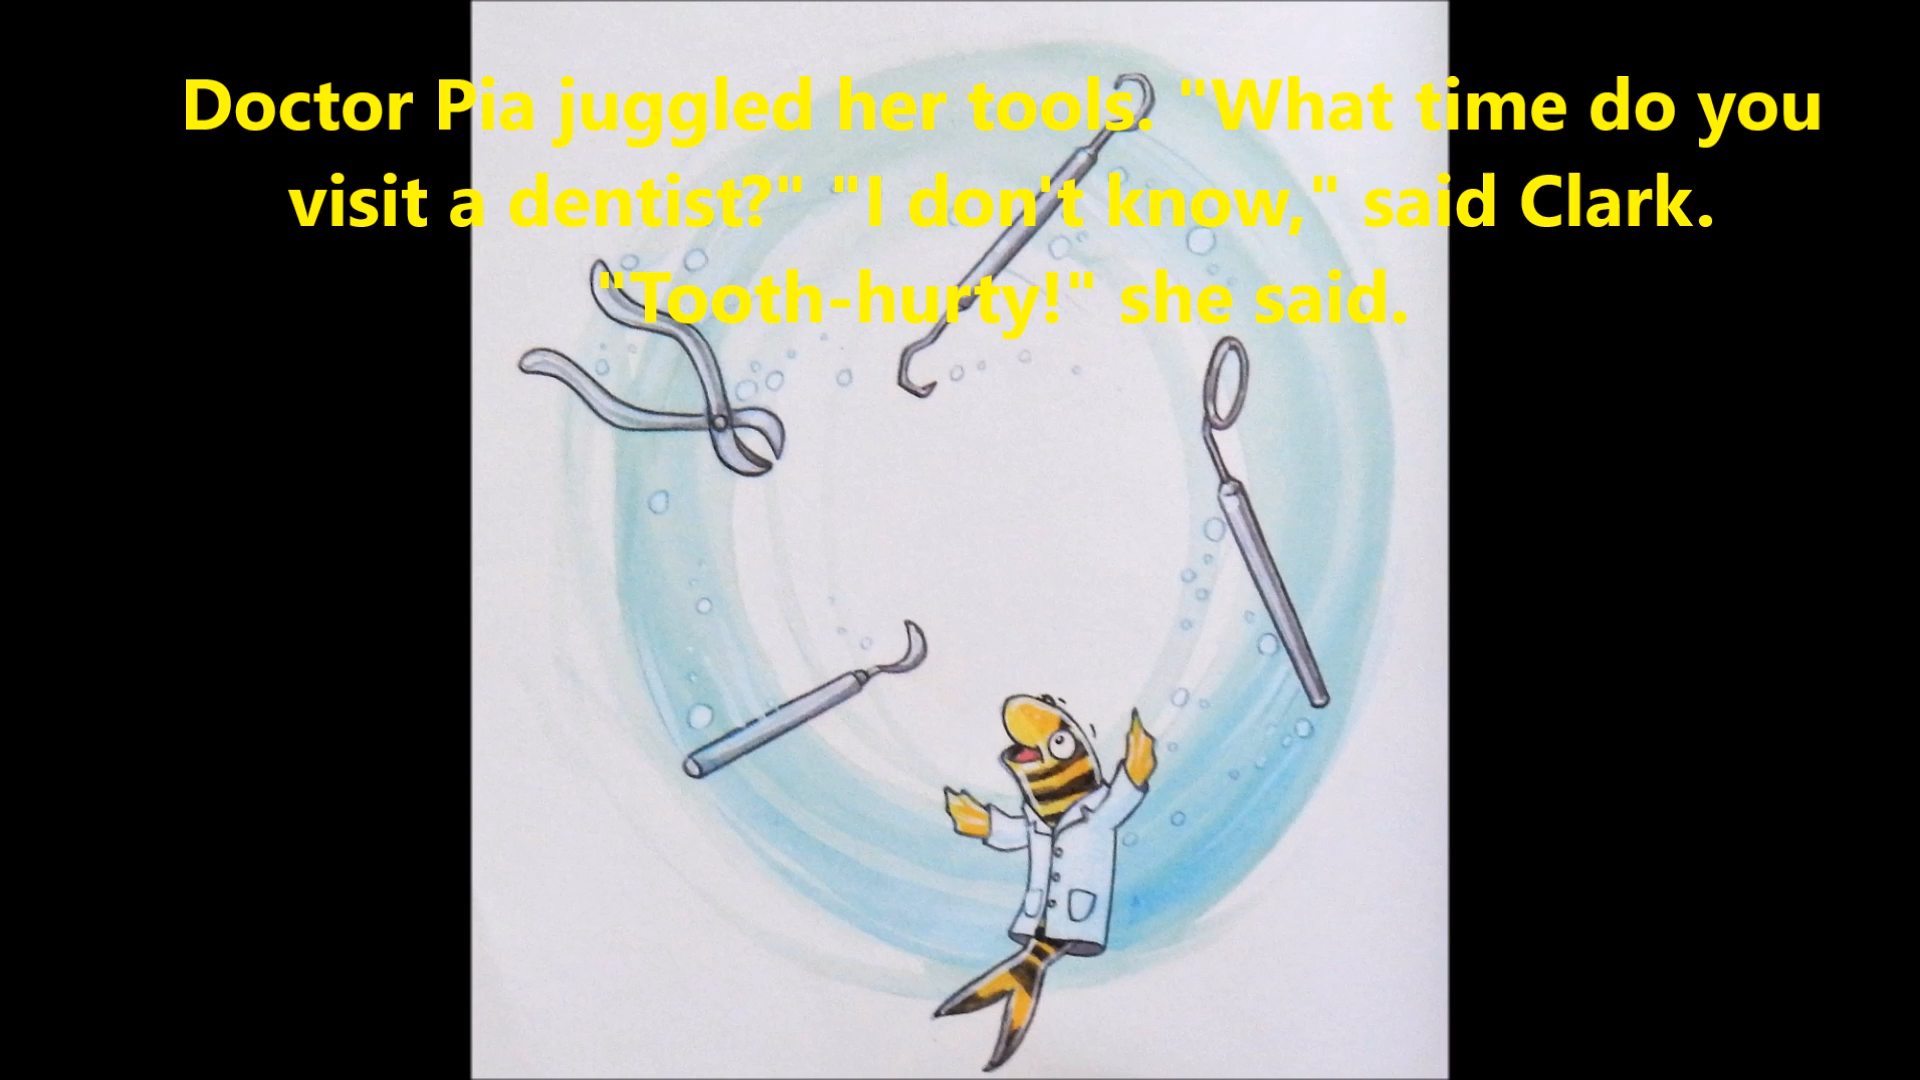 Doctor Pia juggled her tools. "What time do you
visit a dentist?" "I don't know," said Clark.
"Tooth-hurty!" she said.